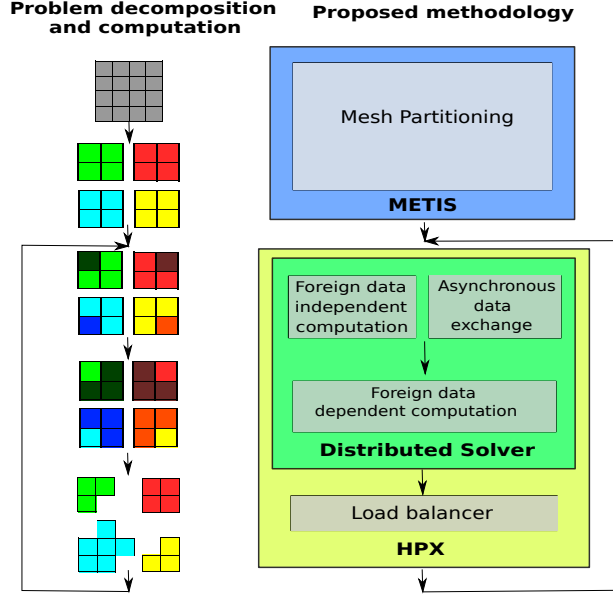 Problem decomposition
and computation
Proposed methodology
Mesh Partitioning
METIS
Foreign data
independent
computation
Asynchronous
data
exchange
Foreign data
dependent computation
Distributed Solver
Load balancer
HPX